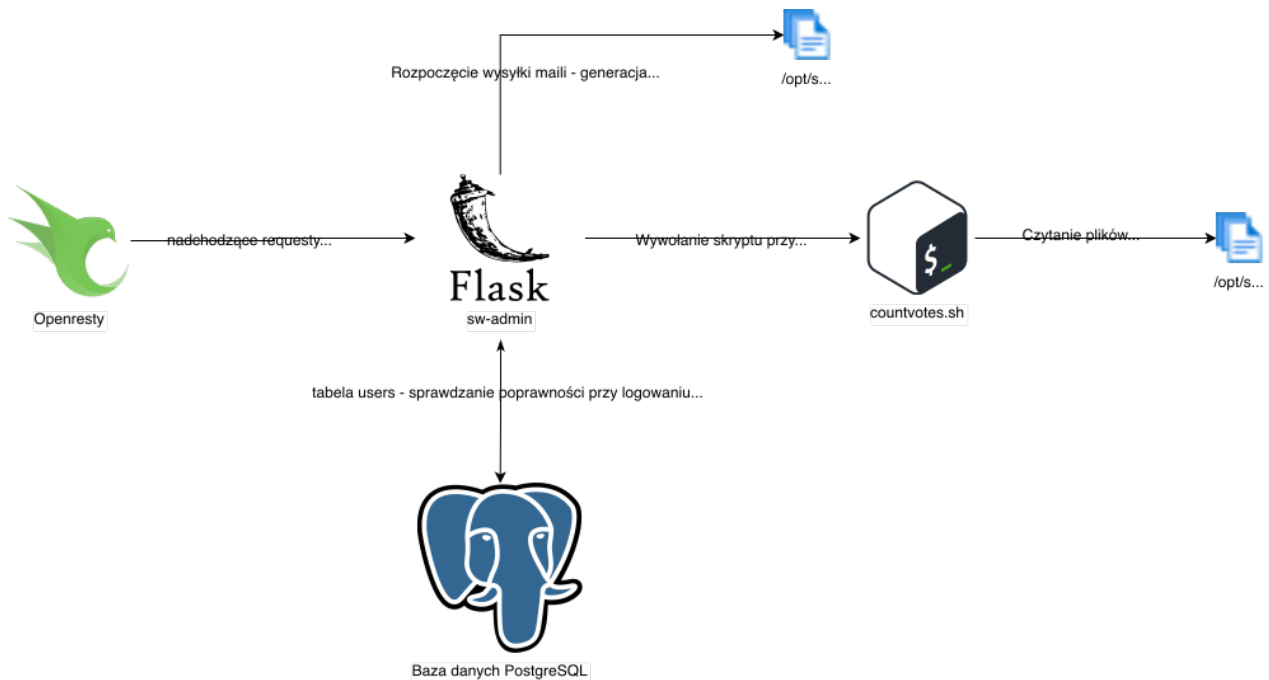 Rozpoczęcie wysyłki maili - generacja...
/opt/s...
nadchodzące requesty...
Wywołanie skryptu przy...
$_
Czytanie plików...
/opt/s...
Flask
Openresty
sw-admin
countvotes.sh
tabela users - sprawdzanie poprawności przy logowaniu...
Baza danych PostgreSQL